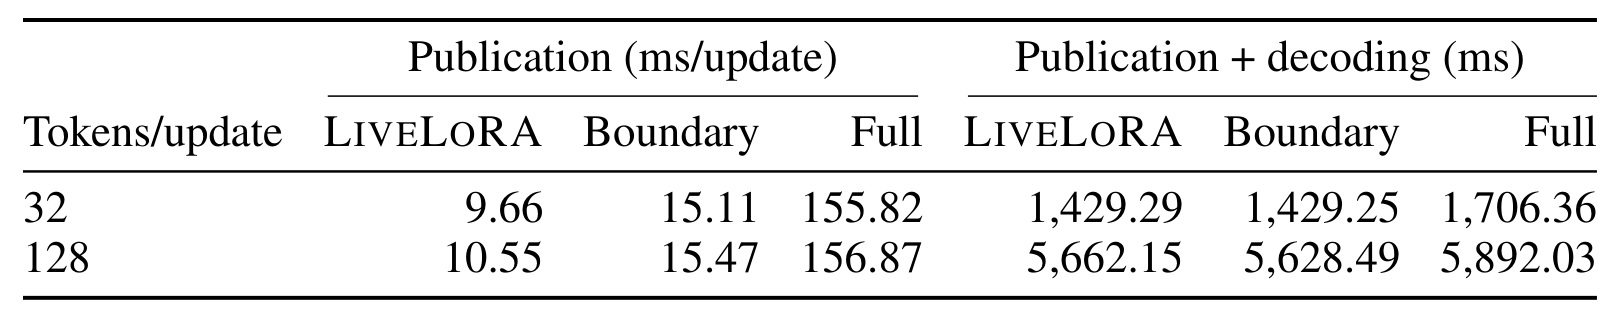 Publication (ms/update) Publication + decoding (ms)
Tokens/update LIVELORA Boundary Full LIVELORA Boundary Full
32 9.66 15.11 155.82 1,429.29 1,429.25 1,706.36
128 10.55 15.47 156.87 5,662.15 5,628.49 5,892.03